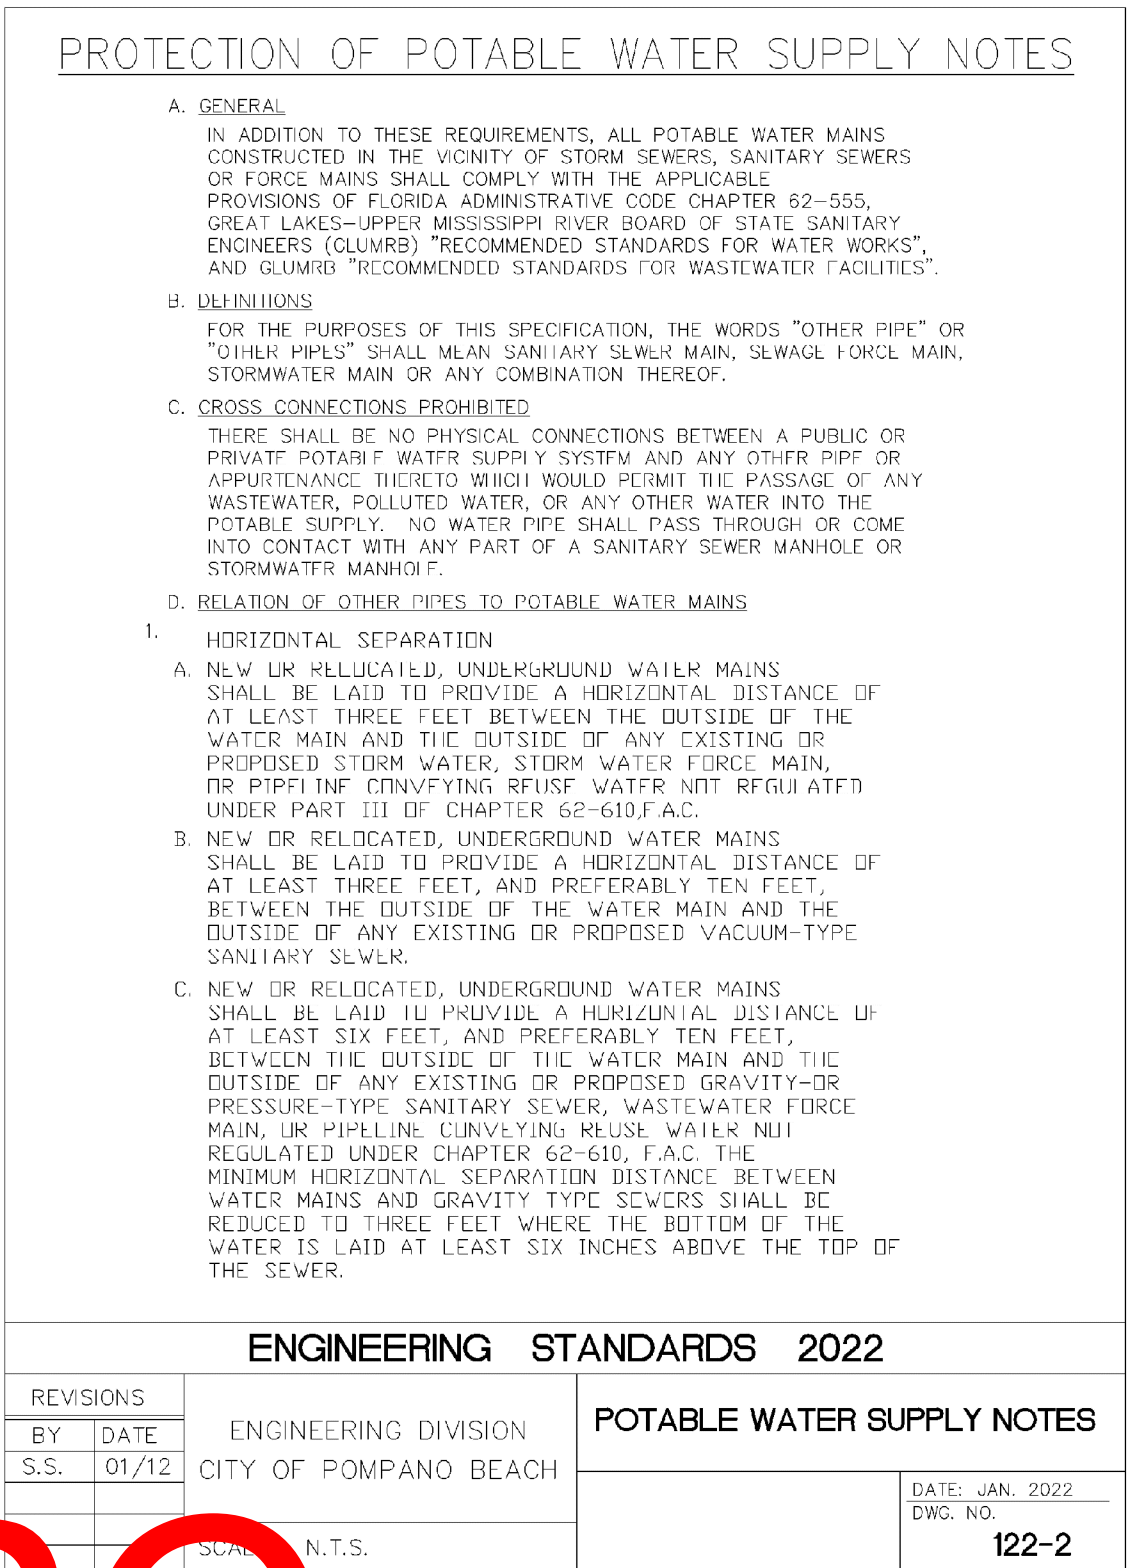 PROTECTION OF POTABLE WATER SUPPLY NOTES
A. GENERAL
IN ADDITION TO THESE REQUIREMENTS, ALL POTABLE WATER MAINS
CONSTRUCTED IN THE VICINITY OF STORM SEWERS, SANITARY SEWERS
OR FORCE MAINS SHALL COMPLY WITH THE APPLICABLE
PROVISIONS OF FLORIDA ADMINISTRATIVE CODE CHAPTER 62-555,
GREAT LAKES-UPPER MISSISSIPPI RIVER BOARD OF STATE SANITARY
ENGINEERS (GLUMRB) "RECOMMENDED STANDARDS FOR WATER WORKS",
AND GLUMRB "RECOMMENDED STANDARDS FOR WASTEWATER FACILITIES".
B. DEFINITIONS
FOR THE PURPOSES OF THIS SPECIFICATION, THE WORDS "OTHER PIPE" OR
"OTHER PIPES" SHALL MEAN SANITARY SEWER MAIN, SEWAGE FORCE MAIN,
STORMWATER MAIN OR ANY COMBINATION THEREOF.
C. CROSS CONNECTIONS PROHIBITED
THERE SHALL BE NO PHYSICAL CONNECTIONS BETWEEN A PUBLIC OR
PRIVATE POTABLE WATER SUPPLY SYSTEM AND ANY OTHER PIPE OR
APPURTENANCE THERETO WHICH WOULD PERMIT THE PASSAGE OF ANY
WASTEWATER, POLLUTED WATER, OR ANY OTHER WATER INTO THE
POTABLE SUPPLY. NO WATER PIPE SHALL PASS THROUGH OR COME
INTO CONTACT WITH ANY PART OF A SANITARY SEWER MANHOLE OR
STORMWATER MANHOLE.
D. RELATION OF OTHER PIPES TO POTABLE WATER MAINS
1. HORIZONTAL SEPARATION
A. NEW OR RELOCATED, UNDERGROUND WATER MAINS
SHALL BE LAID TO PROVIDE A HORIZONTAL DISTANCE OF
AT LEAST THREE FEET BETWEEN THE OUTSIDE OF THE
WATER MAIN AND THE OUTSIDE OF ANY EXISTING OR
PROPOSED STORM WATER, STORM WATER FORCE MAIN,
OR PIPELINE CONVEYING REUSE WATER NOT REGULATED
UNDER PART III OF CHAPTER 62-610,F.A.C.
B. NEW OR RELOCATED, UNDERGROUND WATER MAINS
SHALL BE LAID TO PROVIDE A HORIZONTAL DISTANCE OF
AT LEAST THREE FEET, AND PREFERABLY TEN FEET,
BETWEEN THE OUTSIDE OF THE WATER MAIN AND THE
OUTSIDE OF ANY EXISTING OR PROPOSED VACUUM-TYPE
SANITARY SEWER.
C. NEW OR RELOCATED, UNDERGROUND WATER MAINS
SHALL BE LAID TO PROVIDE A HORIZONTAL DISTANCE OF
AT LEAST SIX FEET, AND PREFERABLY TEN FEET,
BETWEEN THE OUTSIDE OF THE WATER MAIN AND THE
OUTSIDE OF ANY EXISTING OR PROPOSED GRAVITY-OR
PRESSURE-TYPE SANITARY SEWER, WASTEWATER FORCE
MAIN, OR PIPELINE CONVEYING REUSE WATER NOT
REGULATED UNDER CHAPTER 62-610, F.A.C. THE
MINIMUM HORIZONTAL SEPARATION DISTANCE BETWEEN
WATER MAINS AND GRAVITY TYPE SEWERS SHALL BE
REDUCED TO THREE FEET WHERE THE BOTTOM OF THE
WATER IS LAID AT LEAST SIX INCHES ABOVE THE TOP OF
THE SEWER.
ENGINEERING STANDARDS 2022
REVISIONS
BY DATE
S.S. 01/12
ENGINEERING DIVISION
CITY OF POMPANO BEACH
N.T.S.
POTABLE WATER SUPPLY NOTES
DATE: JAN. 2022
DWG. NO.
122-2